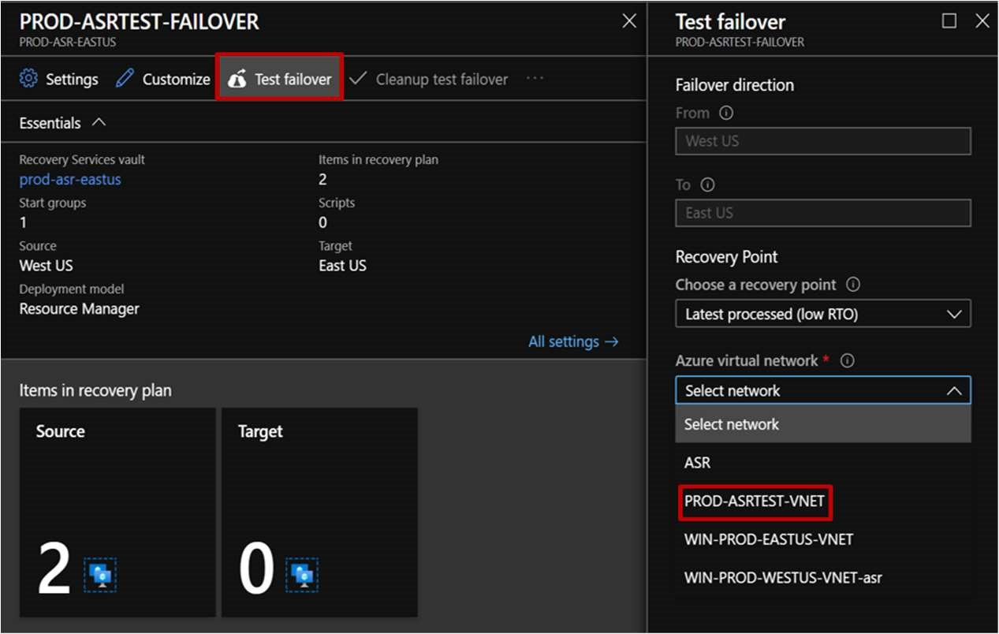 PROD-ASRTEST-FAILOVER
PROD-ASR-EASTUS
Settings Customize Test failover Cleanup test failover ...
Essentials
Recovery Services vault Items in recovery plan
prod-asr-eastus 2
Start groups Scripts
1 0
Source Target
West US East US
Deployment model
Resource Manager
All settings →
Items in recovery plan
Source Target
2 0
Test failover
PROD-ASRTEST-FAILOVER
Failover direction
From
West US
To
East US
Recovery Point
Choose a recovery point
Latest processed (low RTO)
Azure virtual network *
Select network
Select network
ASR
PROD-ASRTEST-VNET
WIN-PROD-EASTUS-VNET
WIN-PROD-WESTUS-VNET-asr